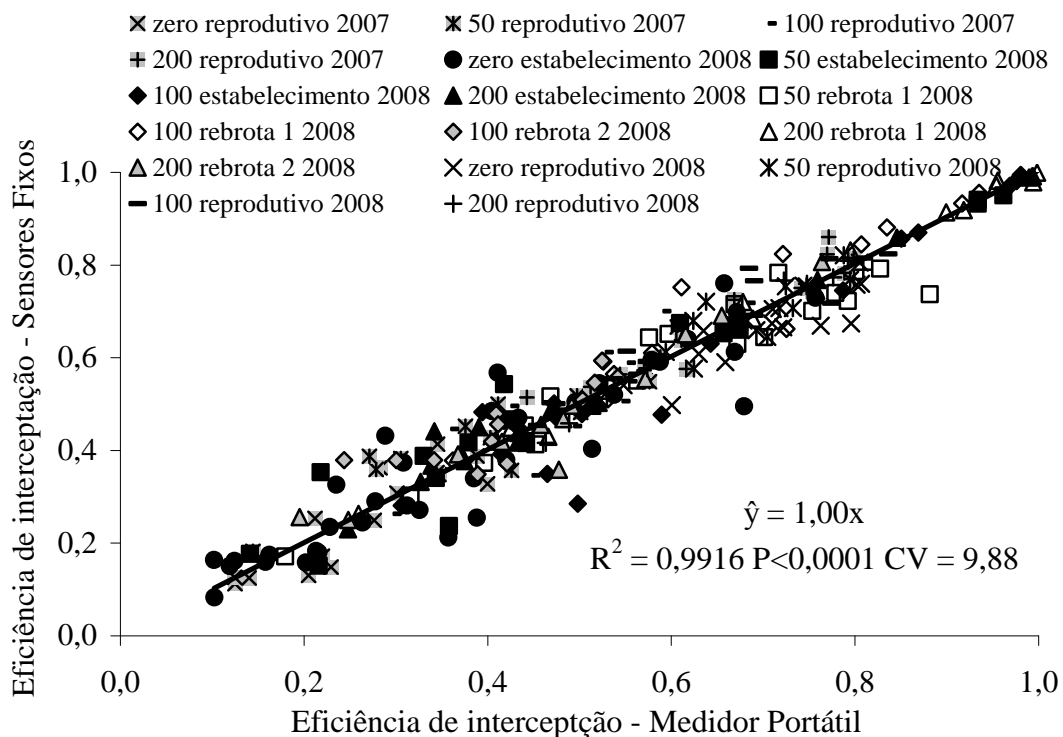 zero reprodutivo 2007 50 reprodutivo 2007 100 reprodutivo 2007
200 reprodutivo 2007 zero estabelecimento 2008 50 estabelecimento 2008
100 estabelecimento 2008 200 estabelecimento 2008 50 rebrota 1 2008
100 rebrota 1 2008 100 rebrota 2 2008 200 rebrota 1 2008
200 rebrota 2 2008 zero reprodutivo 2008 50 reprodutivo 2008
100 reprodutivo 2008 200 reprodutivo 2008
Eficiência de interceptação - Sensores Fixos
1,0
0,8
0,6
0,4
0,2
0,0
ŷ = 1,00x
R² = 0,9916 P<0,0001 CV = 9,88
0,0 0,2 0,4 0,6 0,8 1,0
Eficiência de interceptção - Medidor Portátil